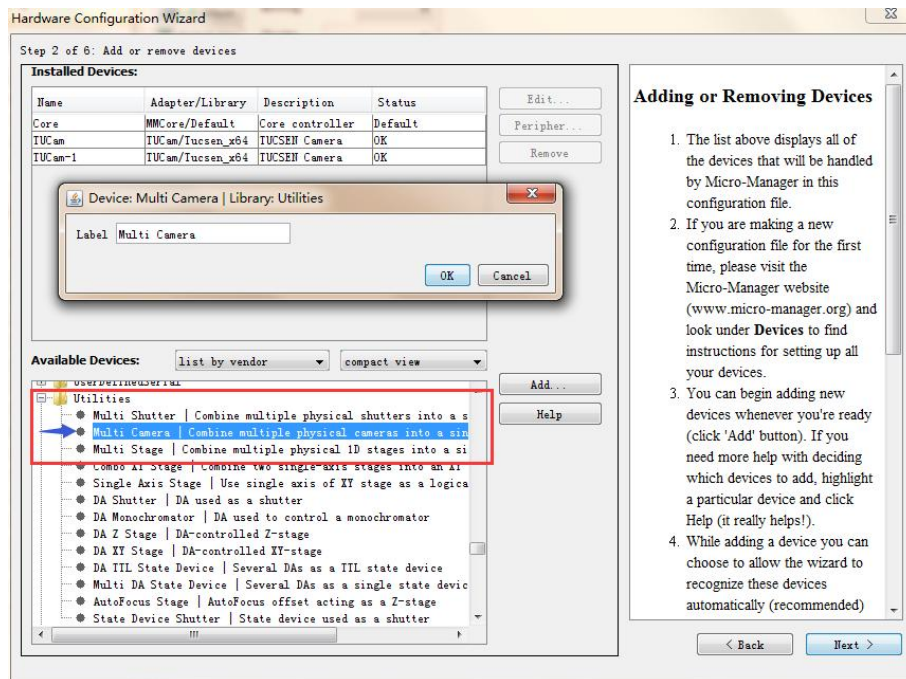 Hardware Configuration Wizard
Step 2 of 6: Add or remove devices
Installed Devices:
Name Adapter/Library Description Status
Core MMCore/Default Core controller Default
TUCam TUCam/Tucsen_x64 TUCSEN Camera OK
TUCam-1 TUCam/Tucsen_x64 TUCSEN Camera OK
Edit...
Peripher...
Remove
Device: Multi Camera | Library: Utilities
Label Multi Camera
OK Cancel
Available Devices: list by vendor compact view
UserDefinedSerial
Utilities
Multi Shutter | Combine multiple physical shutters into a s
Multi Camera | Combine multiple physical cameras into a sin
Multi Stage | Combine multiple physical 1D stages into a si
Combo XY Stage | Combine two single-axis stages into an XY
Single Axis Stage | Use single axis of XY stage as a logica
DA Shutter | DA used as a shutter
DA Monochromator | DA used to control a monochromator
DA Z Stage | DA-controlled Z-stage
DA XY Stage | DA-controlled XY-stage
DA TTL State Device | Several DAs as a TTL state device
Multi DA State Device | Several DAs as a single state devic
AutoFocus Stage | AutoFocus offset acting as a Z-stage
State Device Shutter | State device used as a shutter
Add...
Help
Adding or Removing Devices
1. The list above displays all of
the devices that will be handled
by Micro-Manager in this
configuration file.
2. If you are making a new
configuration file for the first
time, please visit the
Micro-Manager website
(www.micro-manager.org) and
look under Devices to find
instructions for setting up all
your devices.
3. You can begin adding new
devices whenever you're ready
(click 'Add' button). If you
need more help with deciding
which devices to add, highlight
a particular device and click
Help (it really helps!).
4. While adding a device you can
choose to allow the wizard to
recognize these devices
automatically (recommended)
< Back Next >